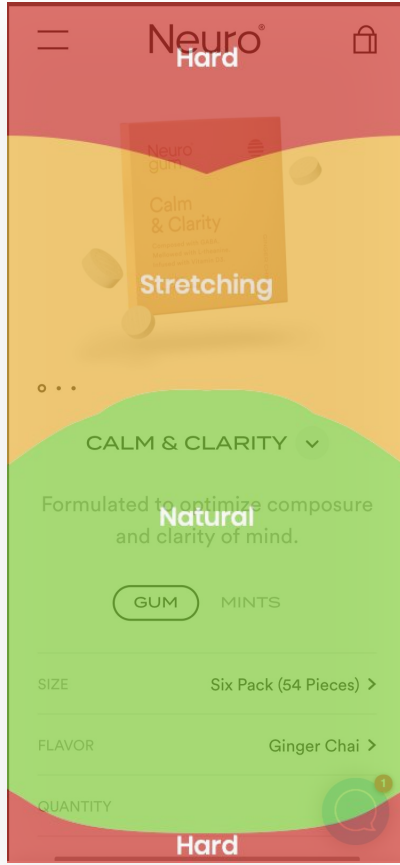 Neuro®
Hard
Neuro
gum
Calm
& Clarity
Stretching
CALM & CLARITY
Formulated to optimize composure
Natural
and clarity of mind.
GUM MINTS
SIZE Six Pack (54 Pieces)
FLAVOR Ginger Chai
1
QUANTITY
Hard